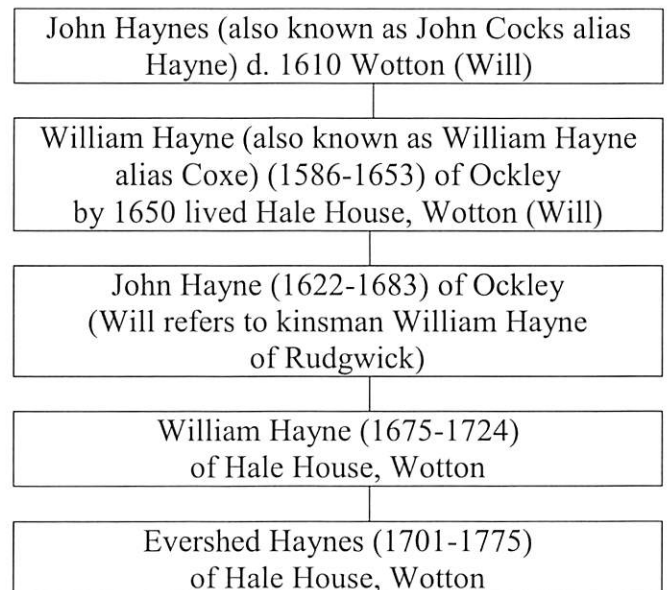 John Haynes (also known as John Cocks alias
Hayne) d. 1610 Wotton (Will)
William Hayne (also known as William Hayne
alias Coxe) (1586-1653) of Ockley
by 1650 lived Hale House, Wotton (Will)
John Hayne (1622-1683) of Ockley
(Will refers to kinsman William Hayne
of Rudgwick)
William Hayne (1675-1724)
of Hale House, Wotton
Evershed Haynes (1701-1775)
of Hale House, Wotton